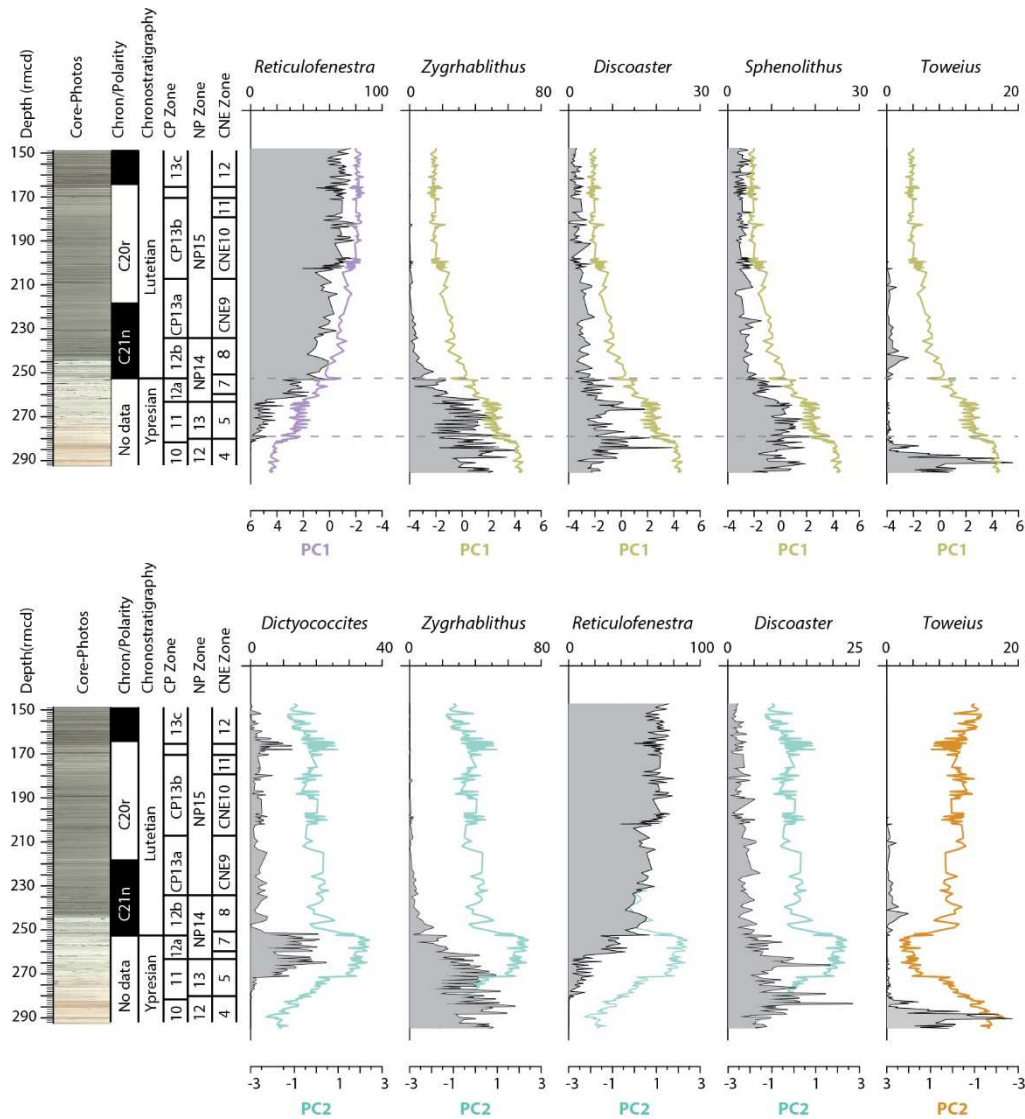 Depth (rmcd)
Core-Photos
Chron/Polarity
Chronostratigraphy
CP Zone
NP Zone
CNE Zone
Reticulofenestra
Zygrhablithus
Discoaster
Sphenolithus
Toweius
0 100
0 80
0 30
0 30
0 20
150
170
190
210
230
250
270
290
C20r
C21n
No data
Lutetian
Ypresian
13c
CP13b
CP13a
12b
12a
11
10
NP15
NP14
13
12
12
11
CNE10
CNE9
8
7
5
4
6 4 2 0 -2 -4
-4 -2 0 2 4 6
-4 -2 0 2 4 6
-4 -2 0 2 4 6
-4 -2 0 2 4 6
PC1
PC1
PC1
PC1
PC1
Depth(rmcd)
Core-Photos
Chron/Polarity
Chronostratigraphy
CP Zone
NP Zone
CNE Zone
Dictyococcites
Zygrhablithus
Reticulofenestra
Discoaster
Toweius
0 40
0 80
0 100
0 25
0 20
150
170
190
210
230
250
270
290
C20r
C21n
No data
Lutetian
Ypresian
13c
CP13b
CP13a
12b
12a
11
10
NP15
NP14
13
12
12
11
CNE10
CNE9
8
7
5
4
-3 -1 1 3
-3 -1 1 3
-3 -1 1 3
-3 -1 1 3
3 1 -1 -3
PC2
PC2
PC2
PC2
PC2